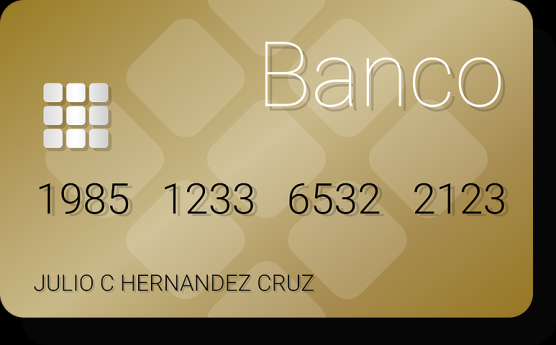 Banco
1985 1233 6532 2123
JULIO C HERNANDEZ CRUZ